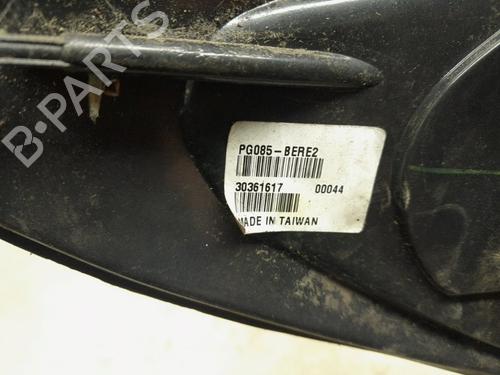 B-PARTS
PG085-BERE2
30361617 00044
MADE IN TAIWAN